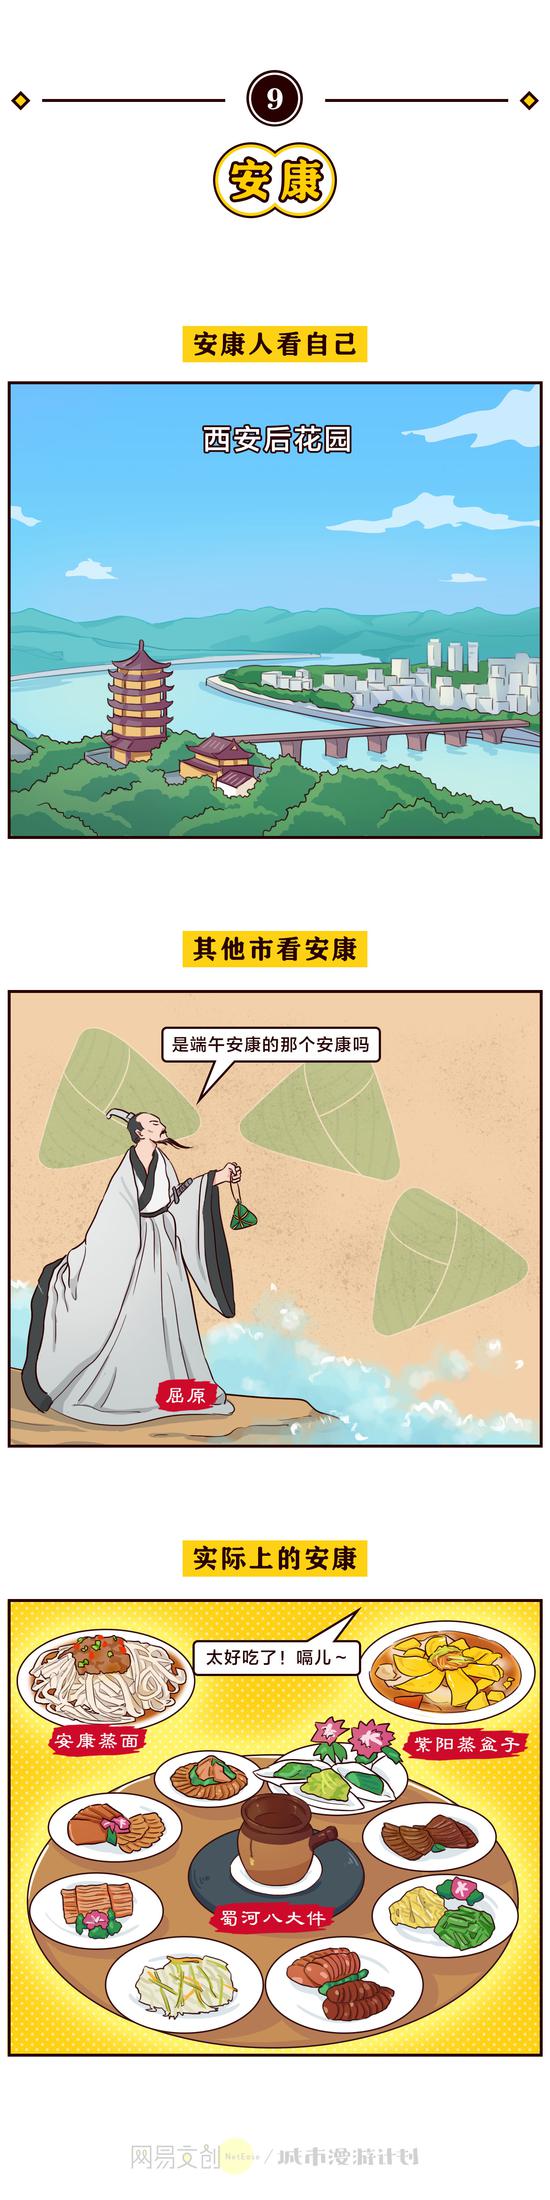 9
安康
安康人看自己
西安后花园
其他市看安康
是端午安康的那个安康吗
屈原
实际上的安康
太好吃了！嗝儿～
安康蒸面
紫阳蒸盆子
蜀河八大件
网易文创 NetEase / 城市漫游计划